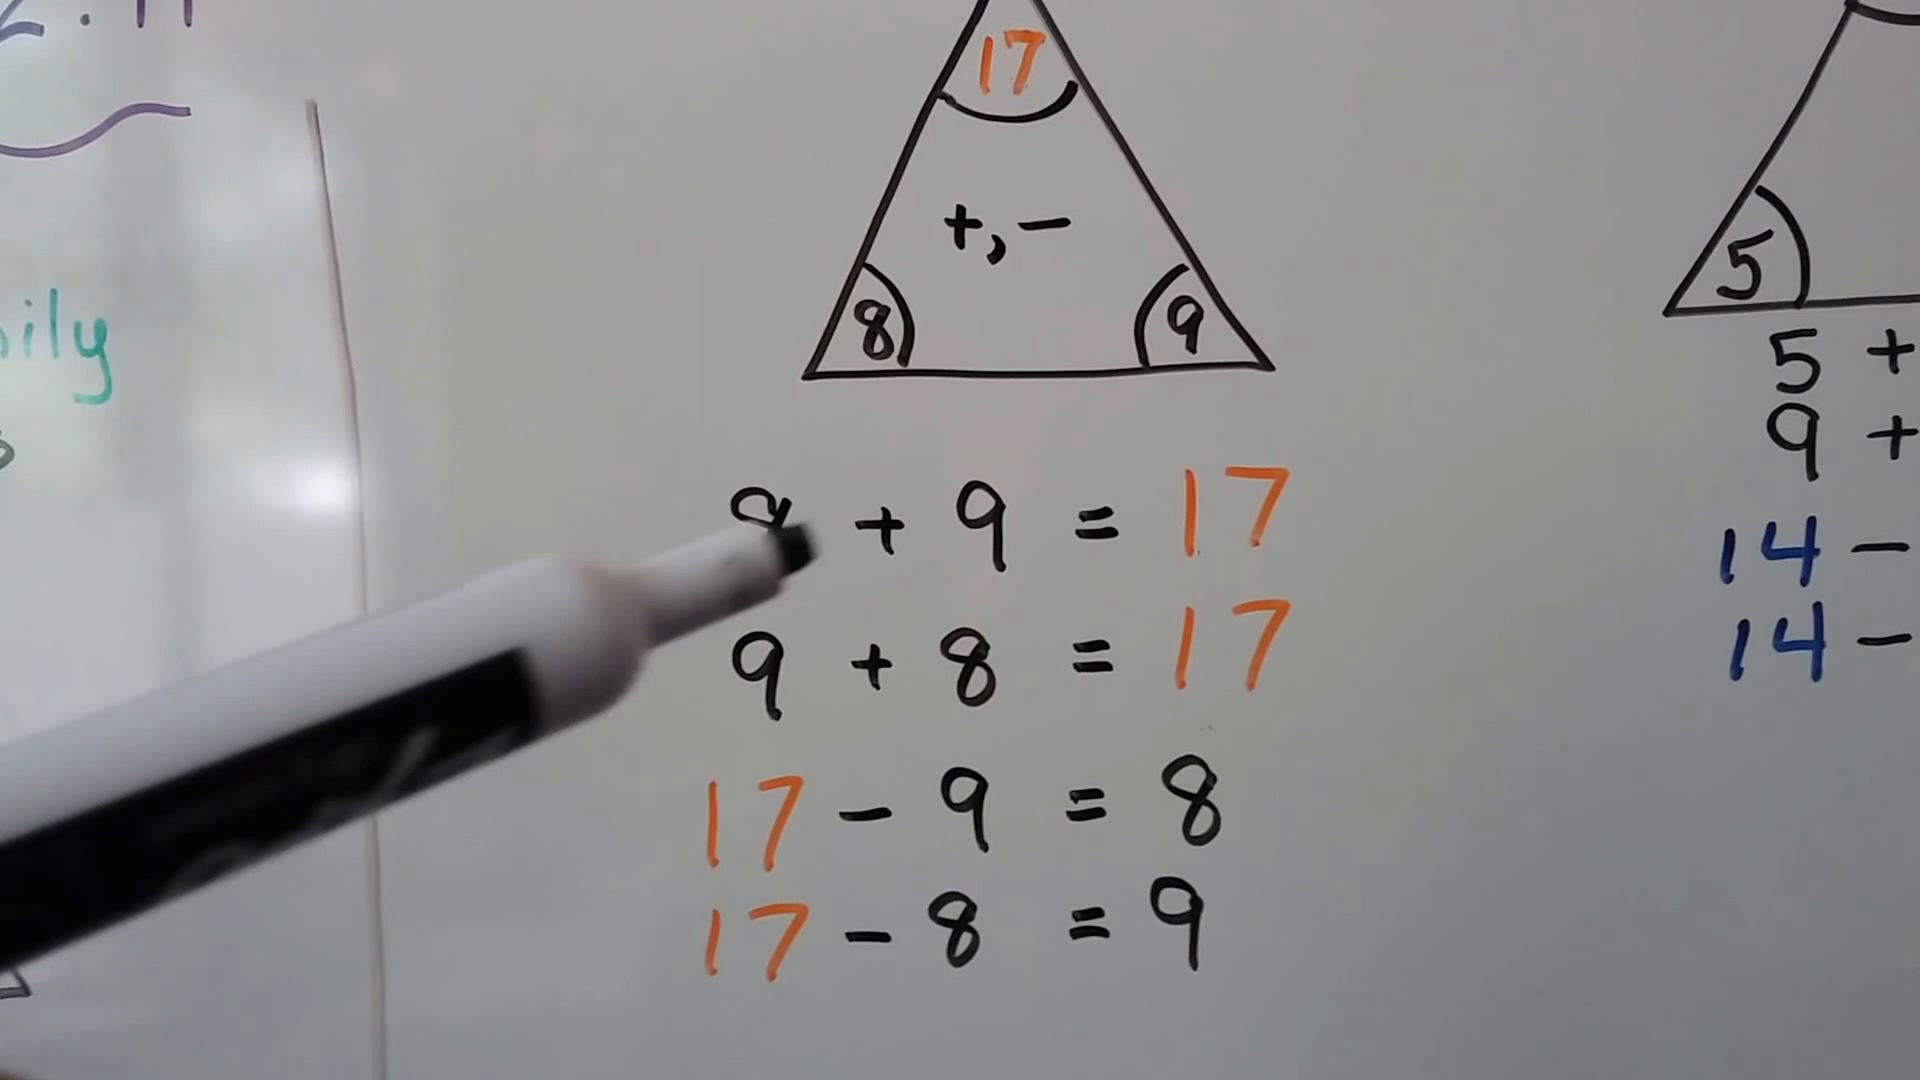 17
+, -
8 9
8 + 9 = 17
9 + 8 = 17
17 - 9 = 8
17 - 8 = 9
5
5 +
9 +
14 -
14 -
ily